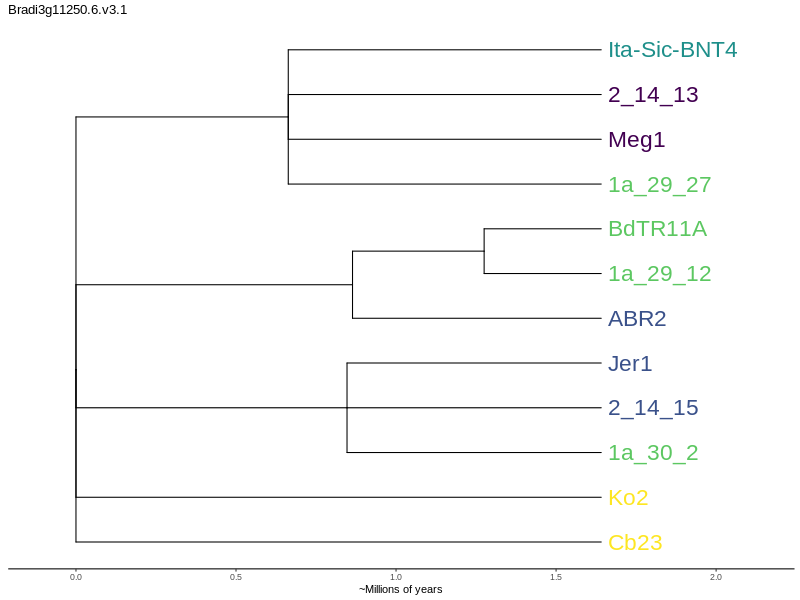 Bradi3g11250.6.v3.1
Ita-Sic-BNT4
2_14_13
Meg1
1a_29_27
BdTR11A
1a_29_12
ABR2
Jer1
2_14_15
1a_30_2
Ko2
Cb23
0.0 0.5 1.0 1.5 2.0
~Millions of years